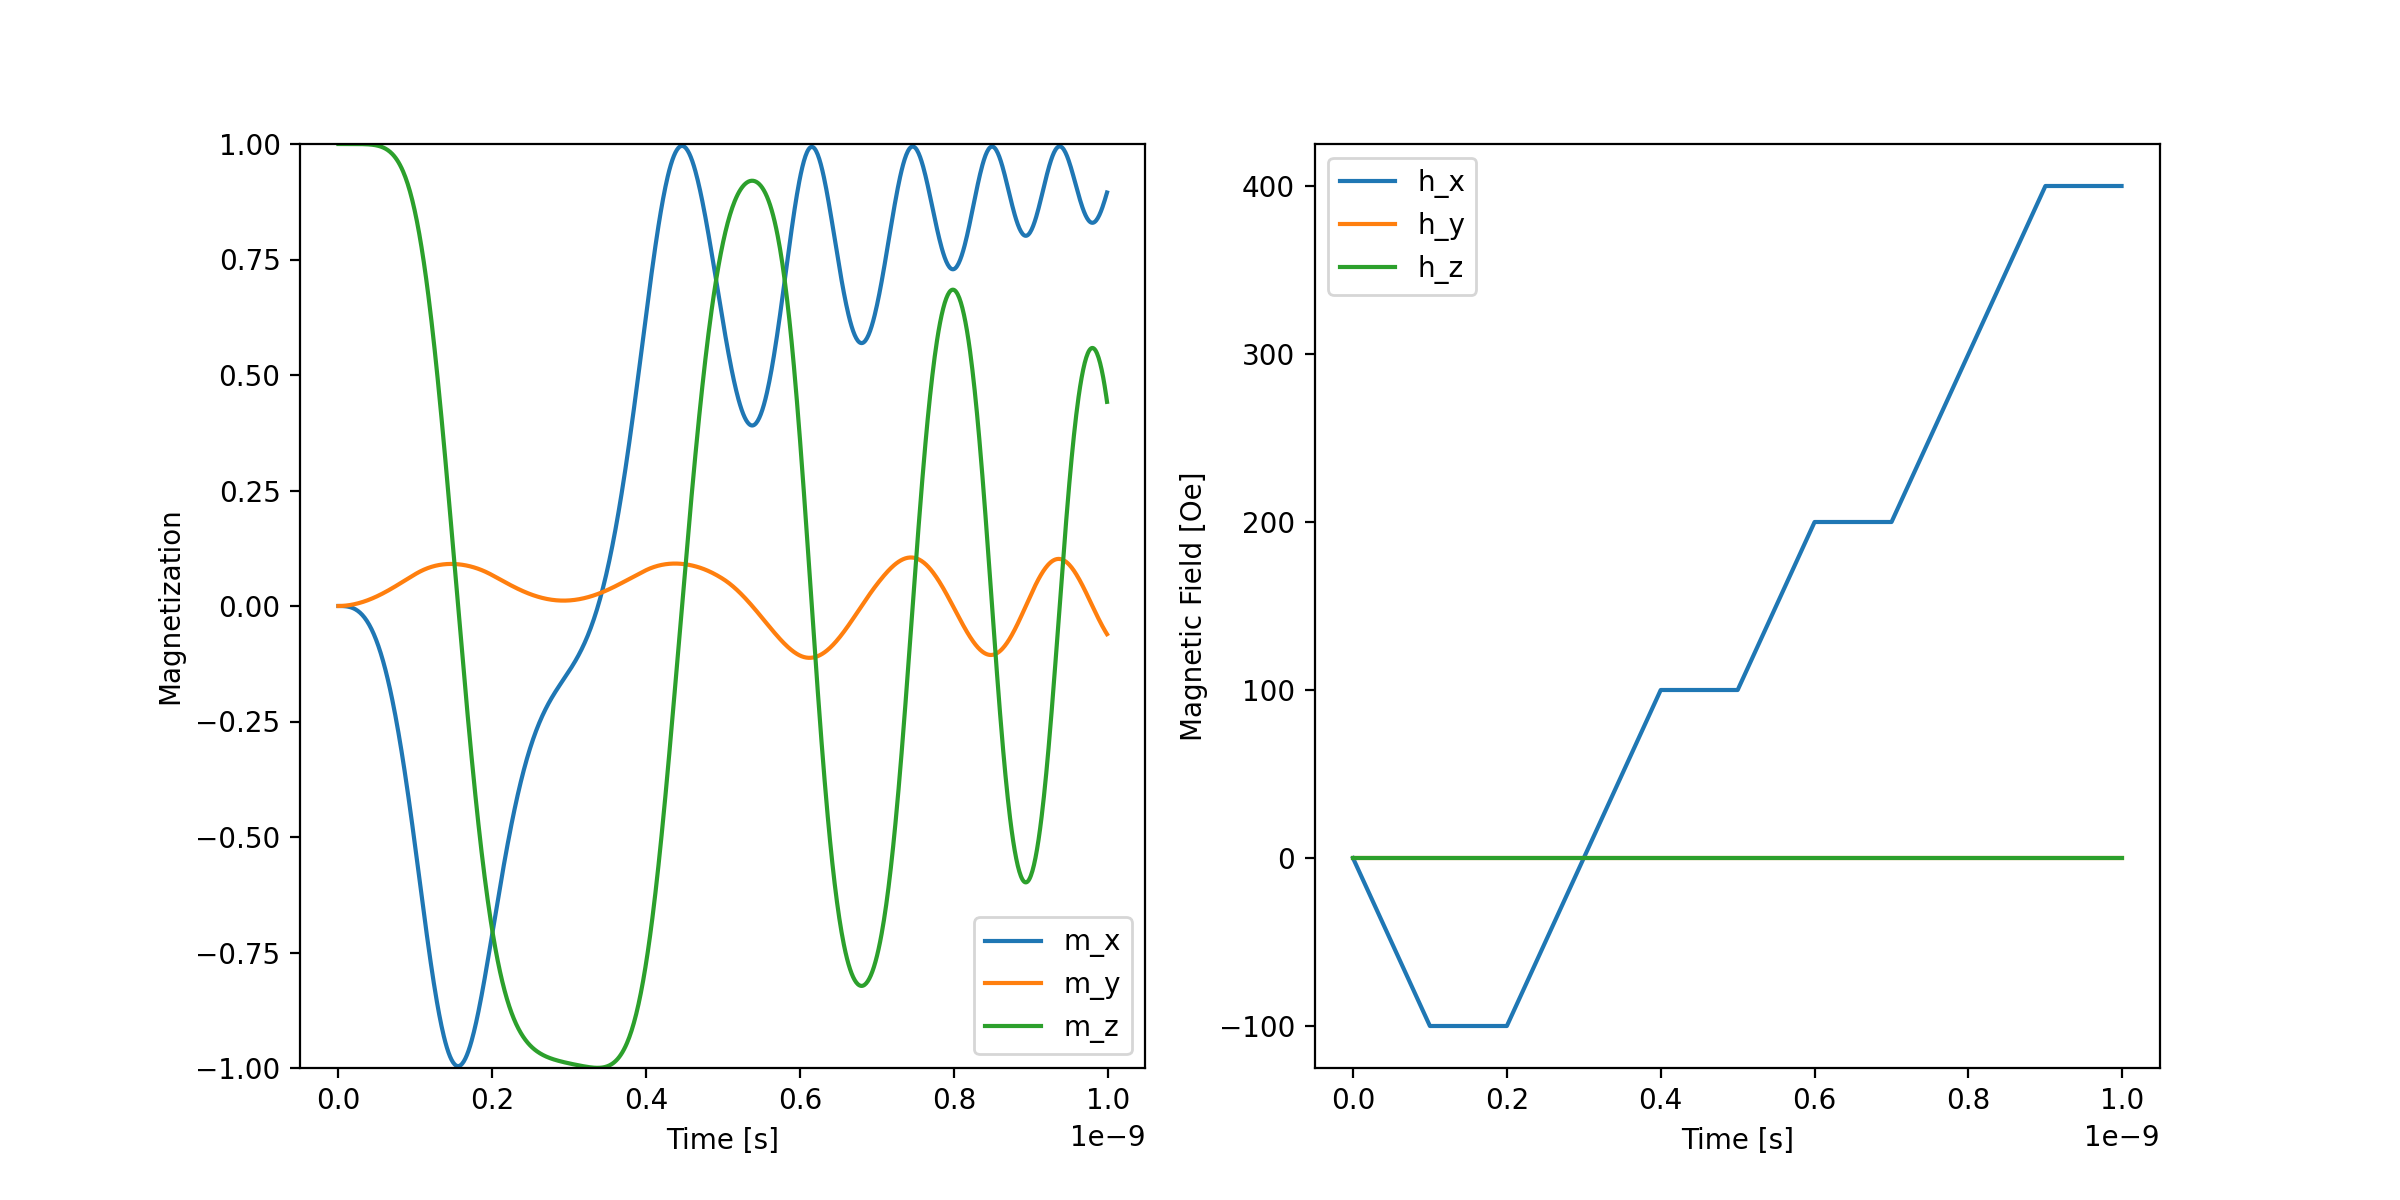 Magnetization
1.00
0.75
0.50
0.25
0.00
−0.25
−0.50
−0.75
−1.00
0.0 0.2 0.4 0.6 0.8 1.0
Time [s]
1e−9
m_x
m_y
m_z
Magnetic Field [Oe]
400
300
200
100
0
−100
0.0 0.2 0.4 0.6 0.8 1.0
Time [s]
1e−9
h_x
h_y
h_z